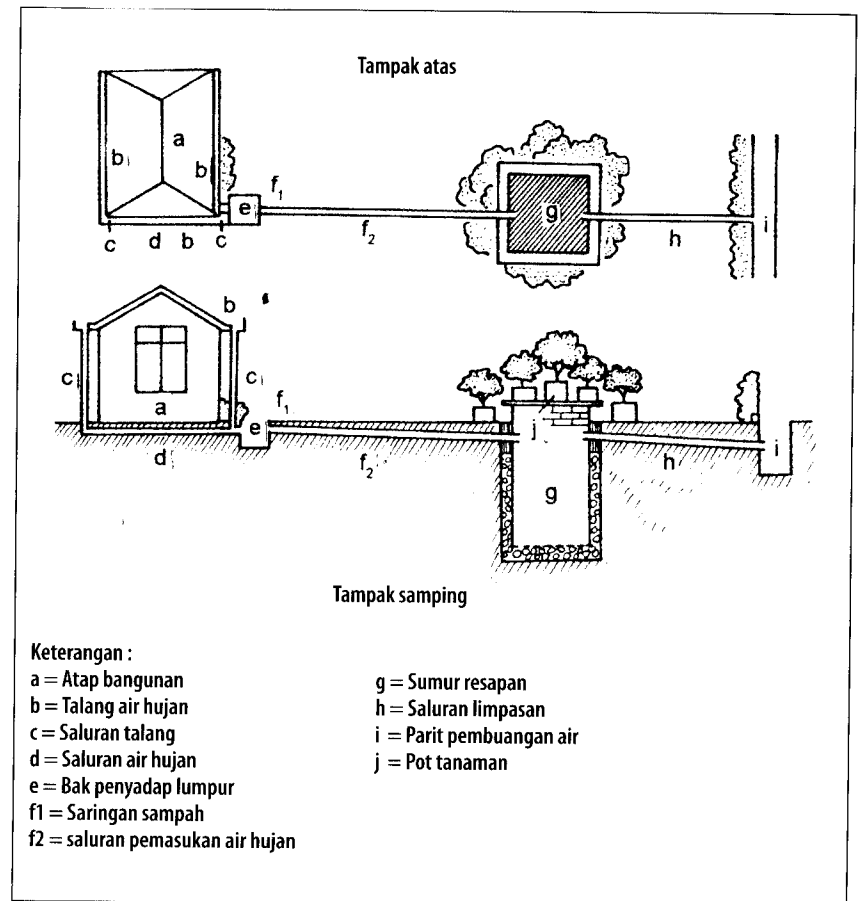 Tampak atas
a
b
b
f1
e
f2
g
h
i
c
d
b
c
b
c
c
f1
a
e
j
i
d
f2
h
g
Tampak samping
Keterangan :
a = Atap bangunan
b = Talang air hujan
c = Saluran talang
d = Saluran air hujan
e = Bak penyadap lumpur
f1 = Saringan sampah
f2 = saluran pemasukan air hujan
g = Sumur resapan
h = Saluran limpasan
i = Parit pembuangan air
j = Pot tanaman